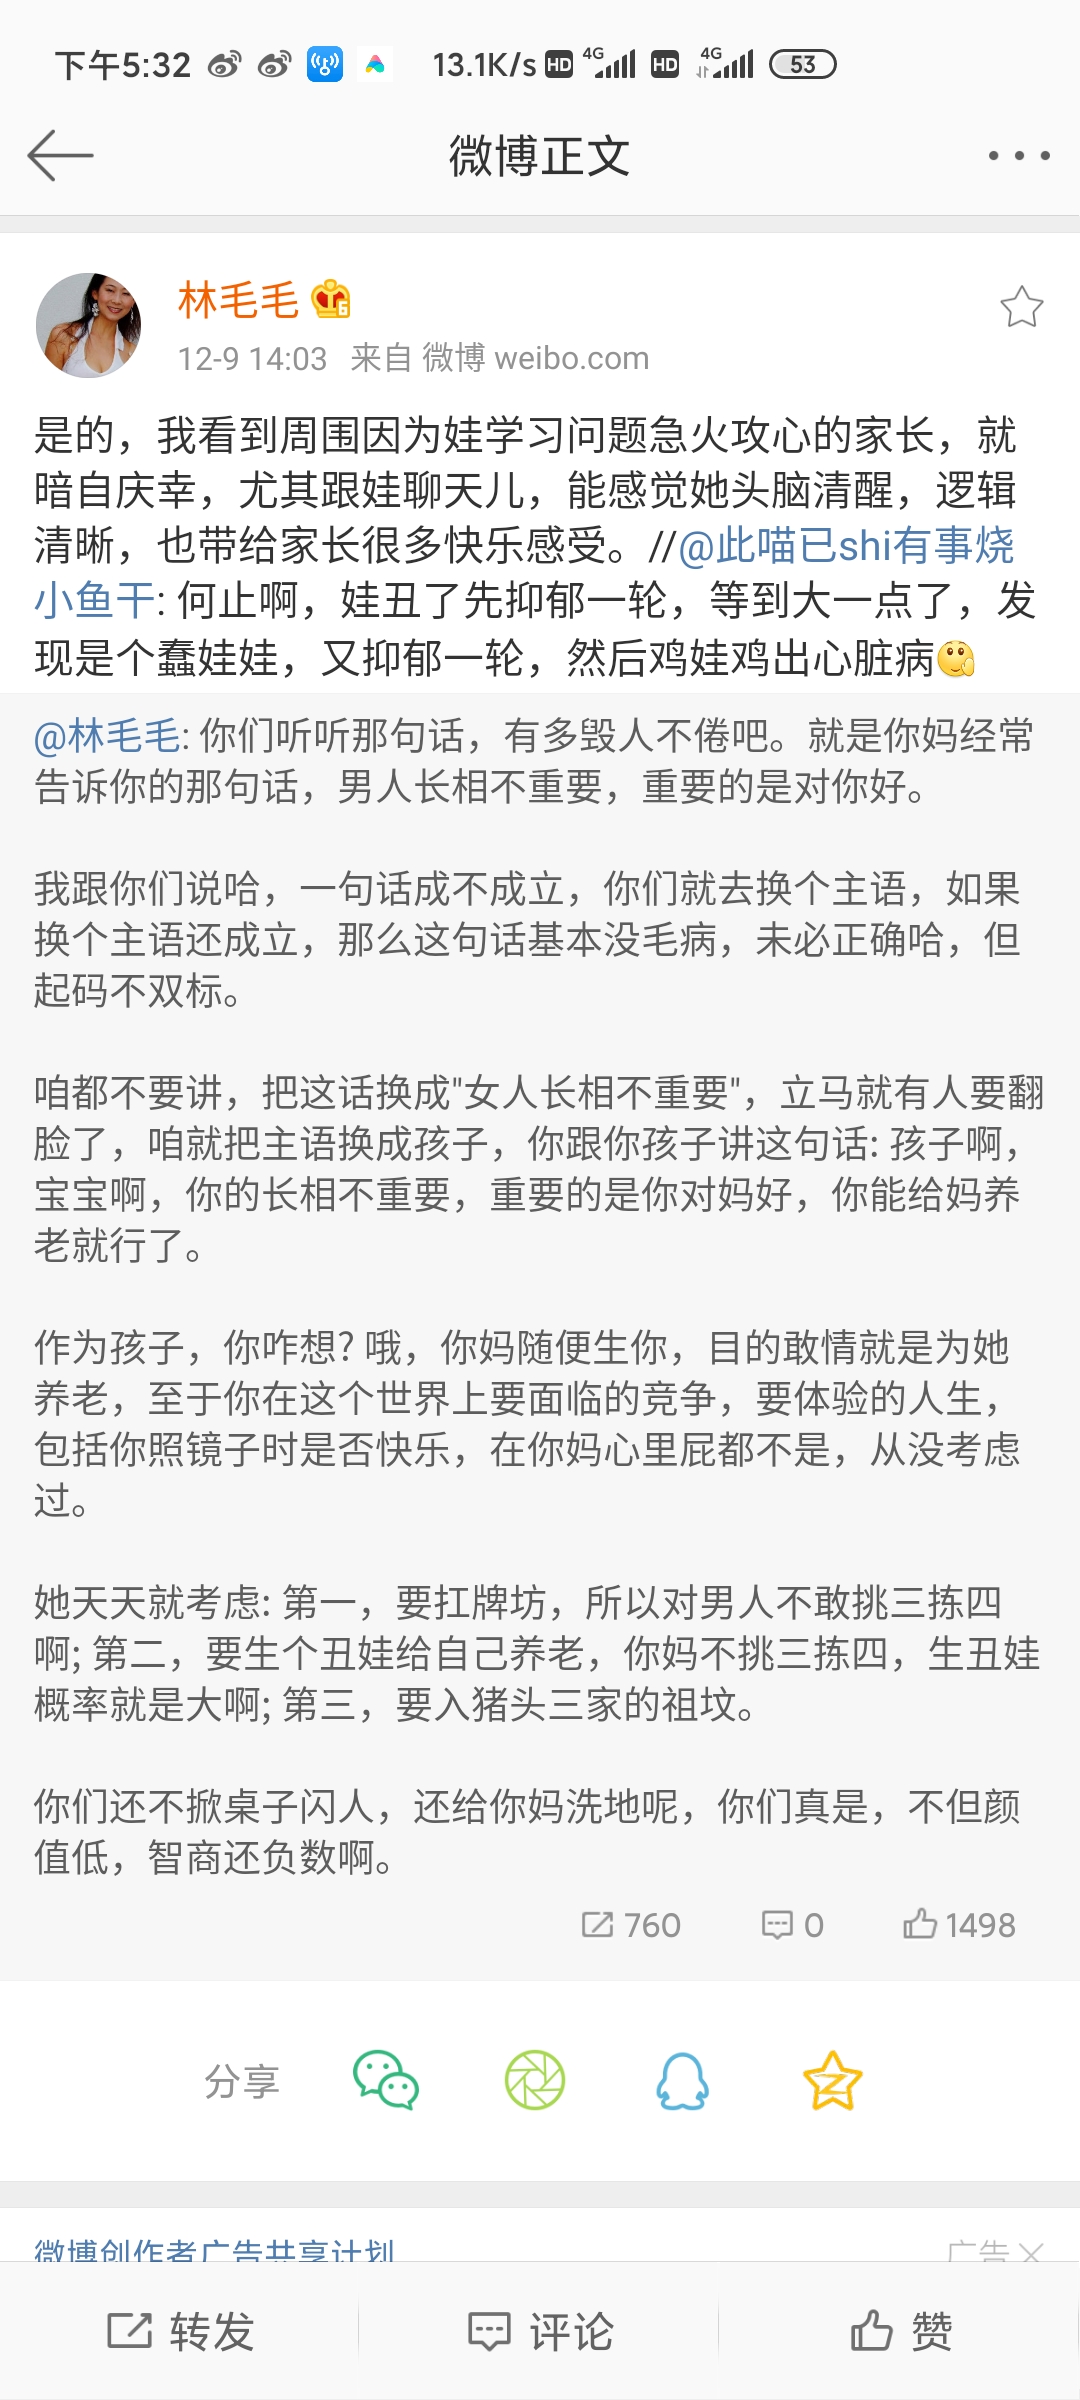 下午5:32 13.1K/s HD 4G HD 4G 53
微博正文
林毛毛 6
12-9 14:03 来自 微博 weibo.com
是的，我看到周围因为娃学习问题急火攻心的家长，就
暗自庆幸，尤其跟娃聊天儿，能感觉她头脑清醒，逻辑
清晰，也带给家长很多快乐感受。//@此喵已shi有事烧
小鱼干: 何止啊，娃丑了先抑郁一轮，等到大一点了，发
现是个蠢娃娃，又抑郁一轮，然后鸡娃鸡出心脏病
@林毛毛: 你们听听那句话，有多毁人不倦吧。就是你妈经常
告诉你的那句话，男人长相不重要，重要的是对你好。
我跟你们说哈，一句话成不成立，你们就去换个主语，如果
换个主语还成立，那么这句话基本没毛病，未必正确哈，但
起码不双标。
咱都不要讲，把这话换成"女人长相不重要"，立马就有人要翻
脸了，咱就把主语换成孩子，你跟你孩子讲这句话: 孩子啊，
宝宝啊，你的长相不重要，重要的是你对妈好，你能给妈养
老就行了。
作为孩子，你咋想? 哦，你妈随便生你，目的敢情就是为她
养老，至于你在这个世界上要面临的竞争，要体验的人生，
包括你照镜子时是否快乐，在你妈心里屁都不是，从没考虑
过。
她天天就考虑: 第一，要扛牌坊，所以对男人不敢挑三拣四
啊; 第二，要生个丑娃给自己养老，你妈不挑三拣四，生丑娃
概率就是大啊; 第三，要入猪头三家的祖坟。
你们还不掀桌子闪人，还给你妈洗地呢，你们真是，不但颜
值低，智商还负数啊。
760 0 1498
分享
微博创作者广告共享计划 广告
转发 评论 赞